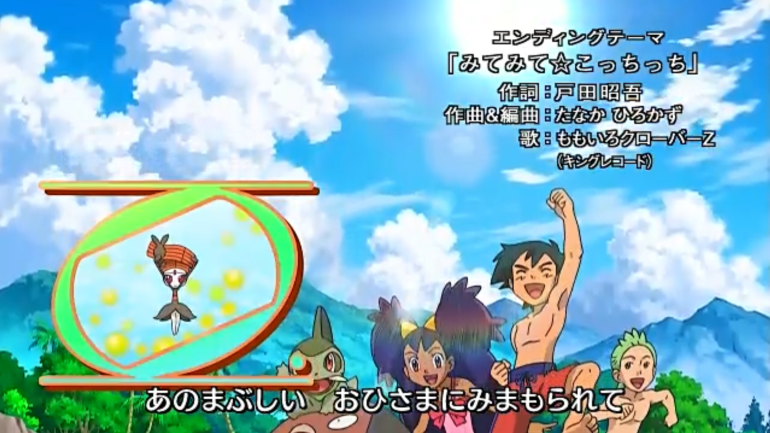 エンディングテーマ
「みてみて☆こっちっち」
作詞：戸田昭吾
作曲&編曲：たなか ひろかず
歌：ももいろクローバーZ
（キングレコード）
あのまぶしい　おひさまにみまもられて